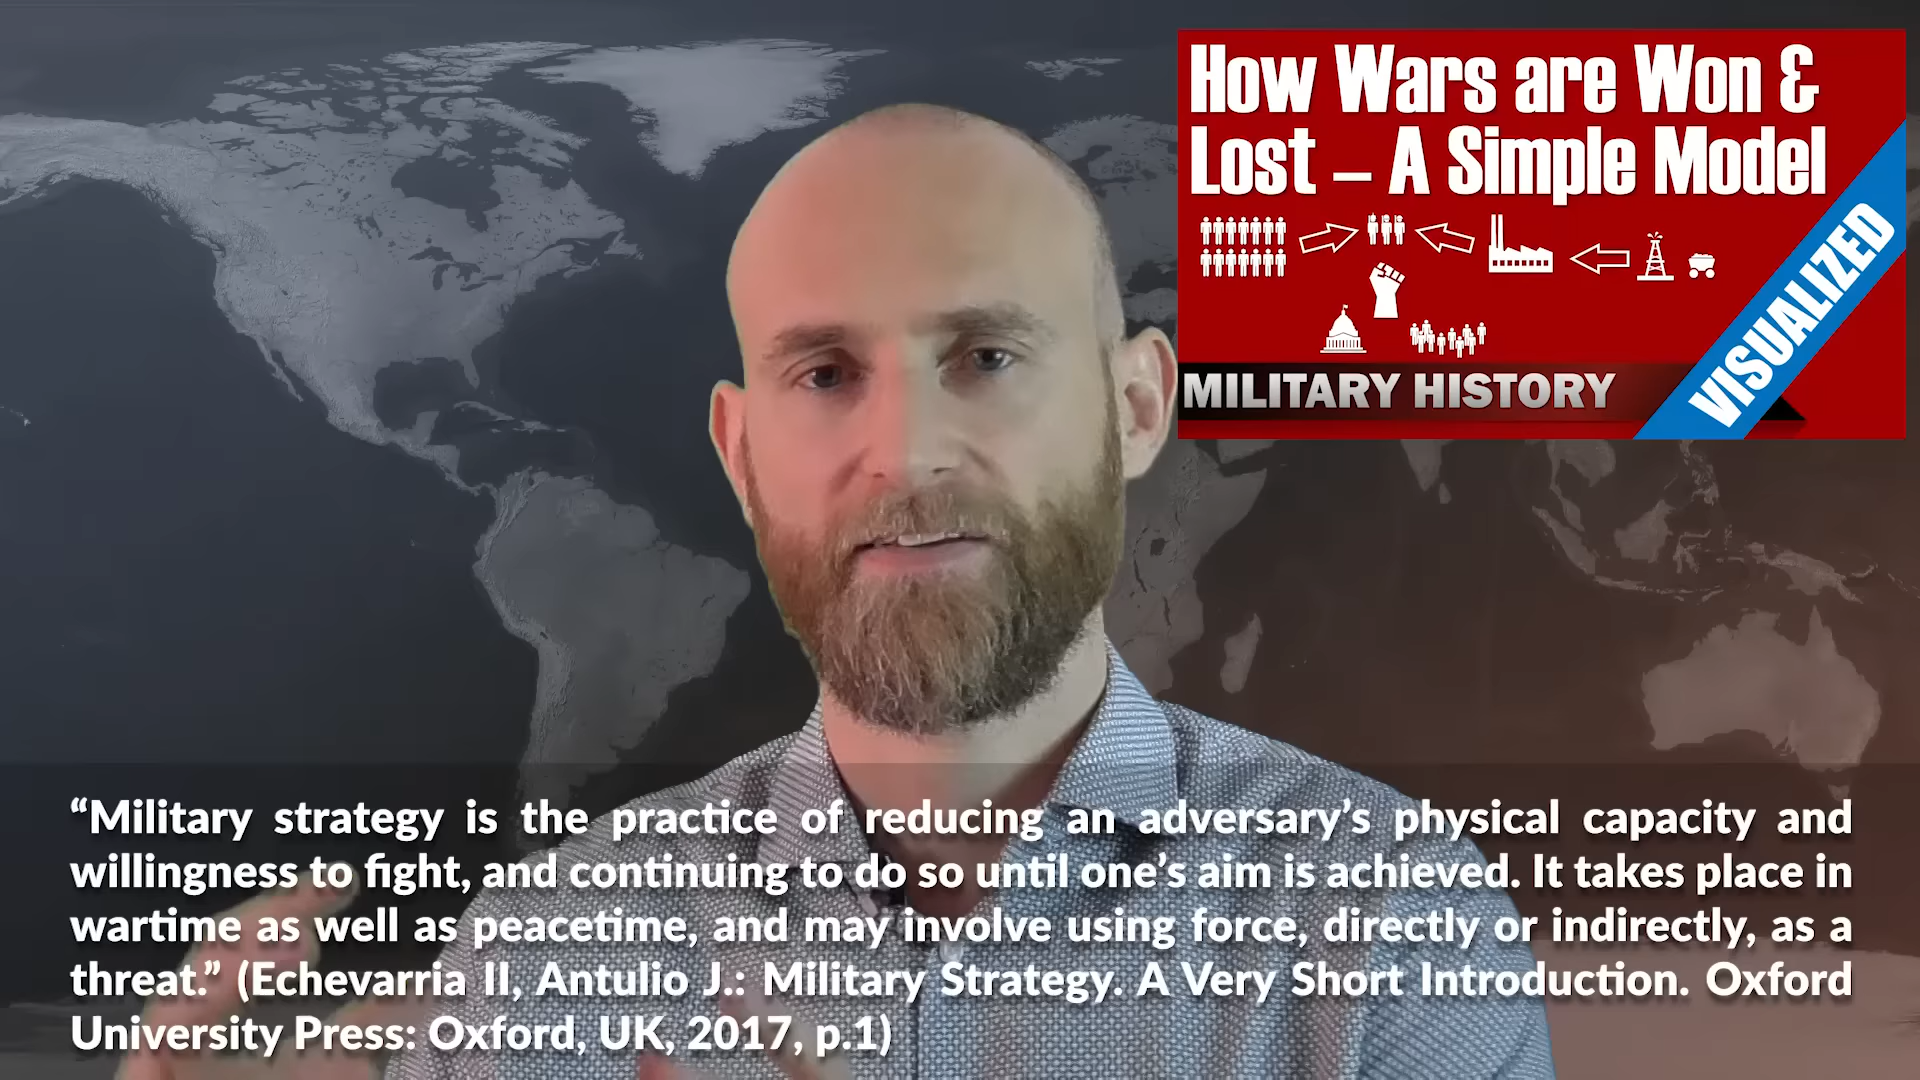 How Wars are Won &
Lost – A Simple Model
VISUALIZED
MILITARY HISTORY
“Military strategy is the practice of reducing an adversary’s physical capacity and
willingness to fight, and continuing to do so until one’s aim is achieved. It takes place in
wartime as well as peacetime, and may involve using force, directly or indirectly, as a
threat.” (Echevarria II, Antulio J.: Military Strategy. A Very Short Introduction. Oxford
University Press: Oxford, UK, 2017, p.1)